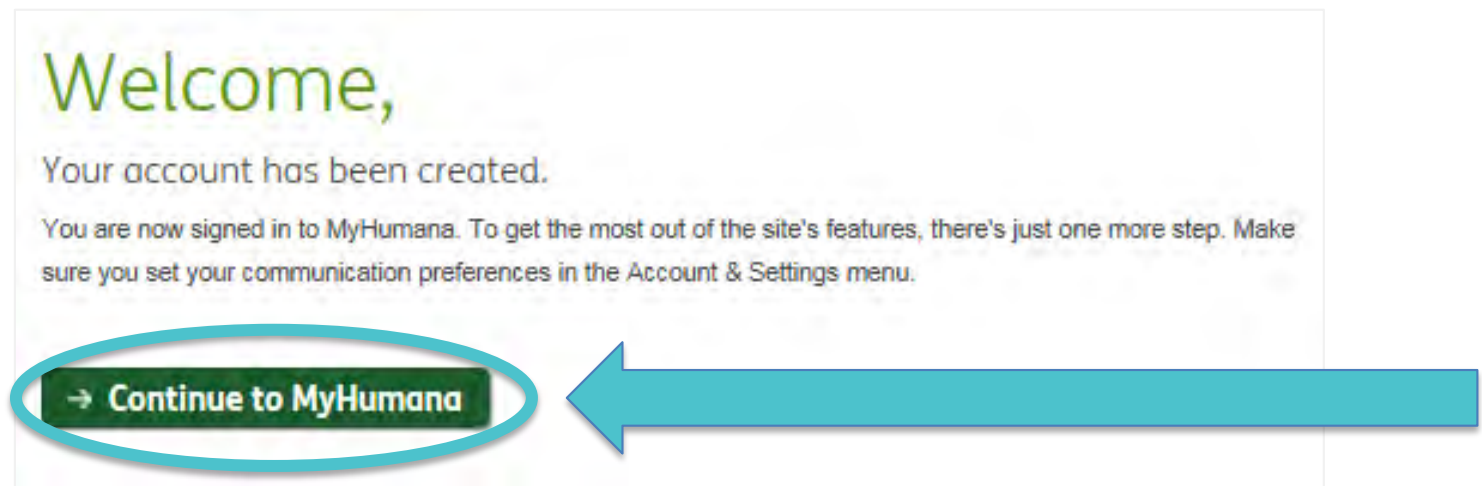 Welcome,
Your account has been created.
You are now signed in to MyHumana. To get the most out of the site's features, there's just one more step. Make
sure you set your communication preferences in the Account & Settings menu.
→ Continue to MyHumana